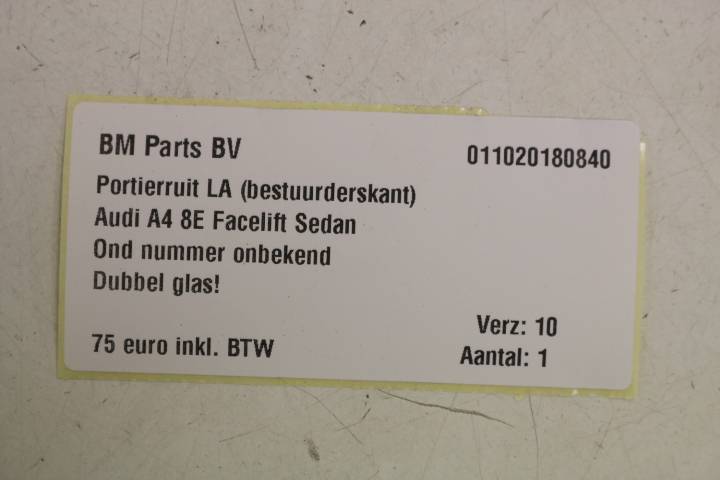 BM Parts BV
011020180840
Portierruit LA (bestuurderskant)
Audi A4 8E Facelift Sedan
Ond nummer onbekend
Dubbel glas!
Verz: 10
75 euro inkl. BTW
Aantal: 1